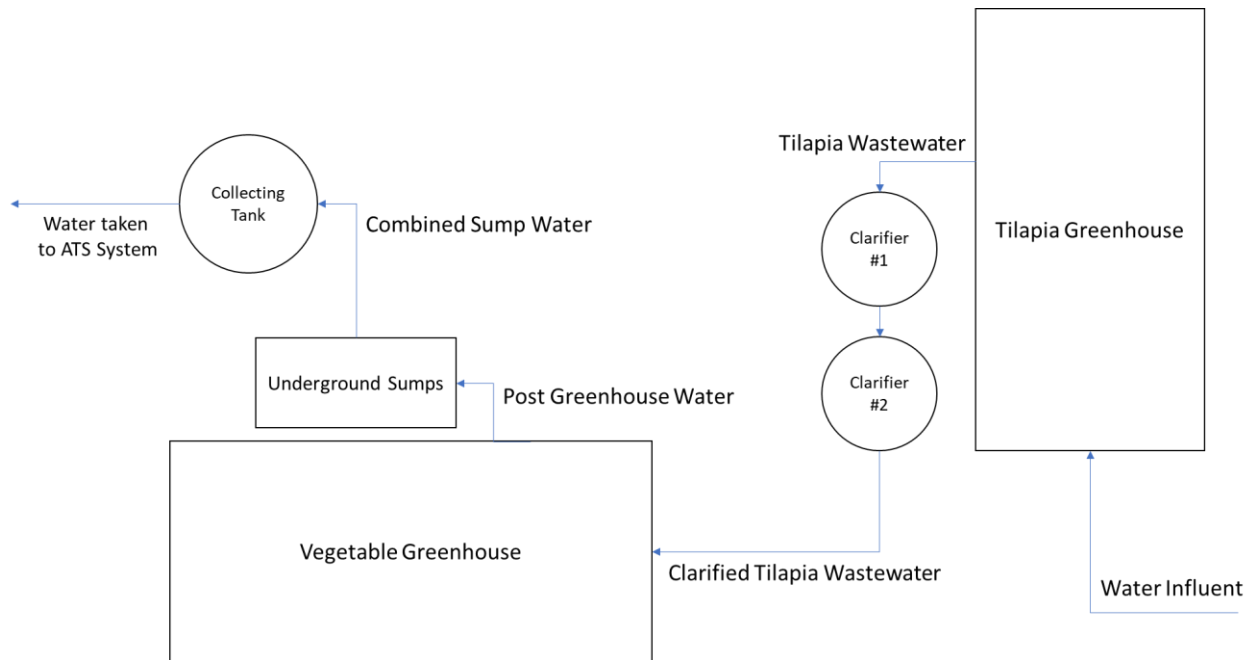 Tilapia Wastewater
Collecting
Tank
Water taken
to ATS System
Combined Sump Water
Clarifier
#1
Tilapia Greenhouse
Clarifier
#2
Underground Sumps
Post Greenhouse Water
Vegetable Greenhouse
Clarified Tilapia Wastewater
Water Influent